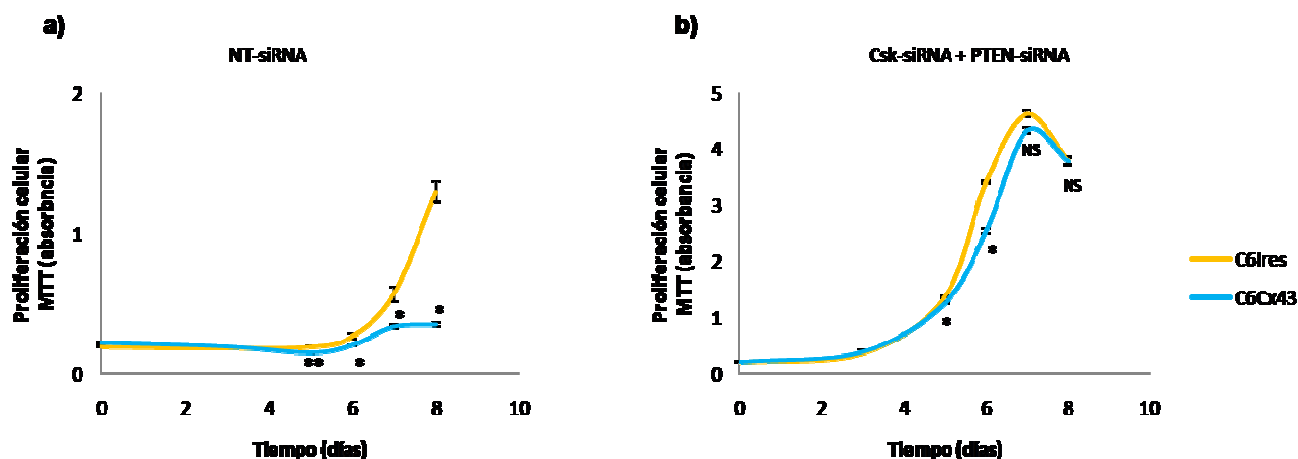 a)
NT-siRNA
Proliferación celular
MTT (absorbncia)
2
1
0
**
*
*
*
0 2 4 6 8 10
Tiempo (días)
b)
Csk-siRNA + PTEN-siRNA
Proliferación celular
MTT (absorbancia)
5
4
3
2
1
0
NS
NS
*
*
0 2 4 6 8 10
Tiempo (días)
C6Ires
C6Cx43